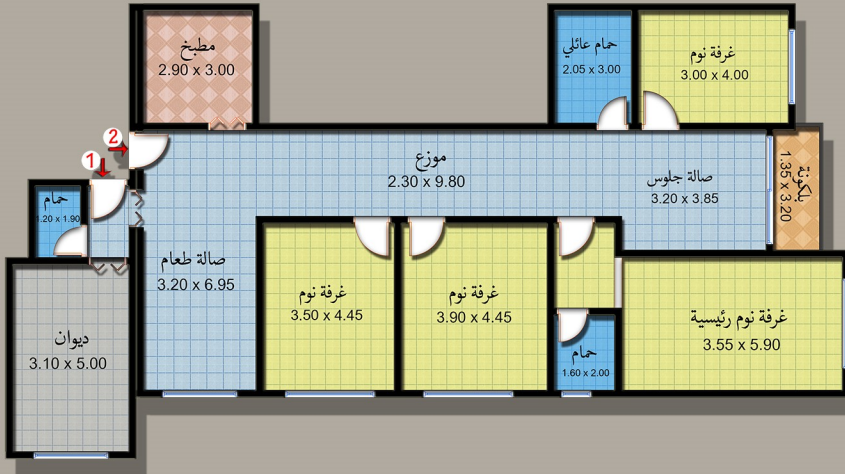 مطبخ
2.90 x 3.00
حمام عائلي
2.05 x 3.00
غرفة نوم
3.00 x 4.00
2
1
موزع
2.30 x 9.80
صالة جلوس
3.20 x 3.85
بلكونة
1.35 x 3.20
حمام
1.20 x 1.90
صالة طعام
3.20 x 6.95
غرفة نوم
3.50 x 4.45
غرفة نوم
3.90 x 4.45
غرفة نوم رئيسية
3.55 x 5.90
ديوان
3.10 x 5.00
حمام
1.60 x 2.00